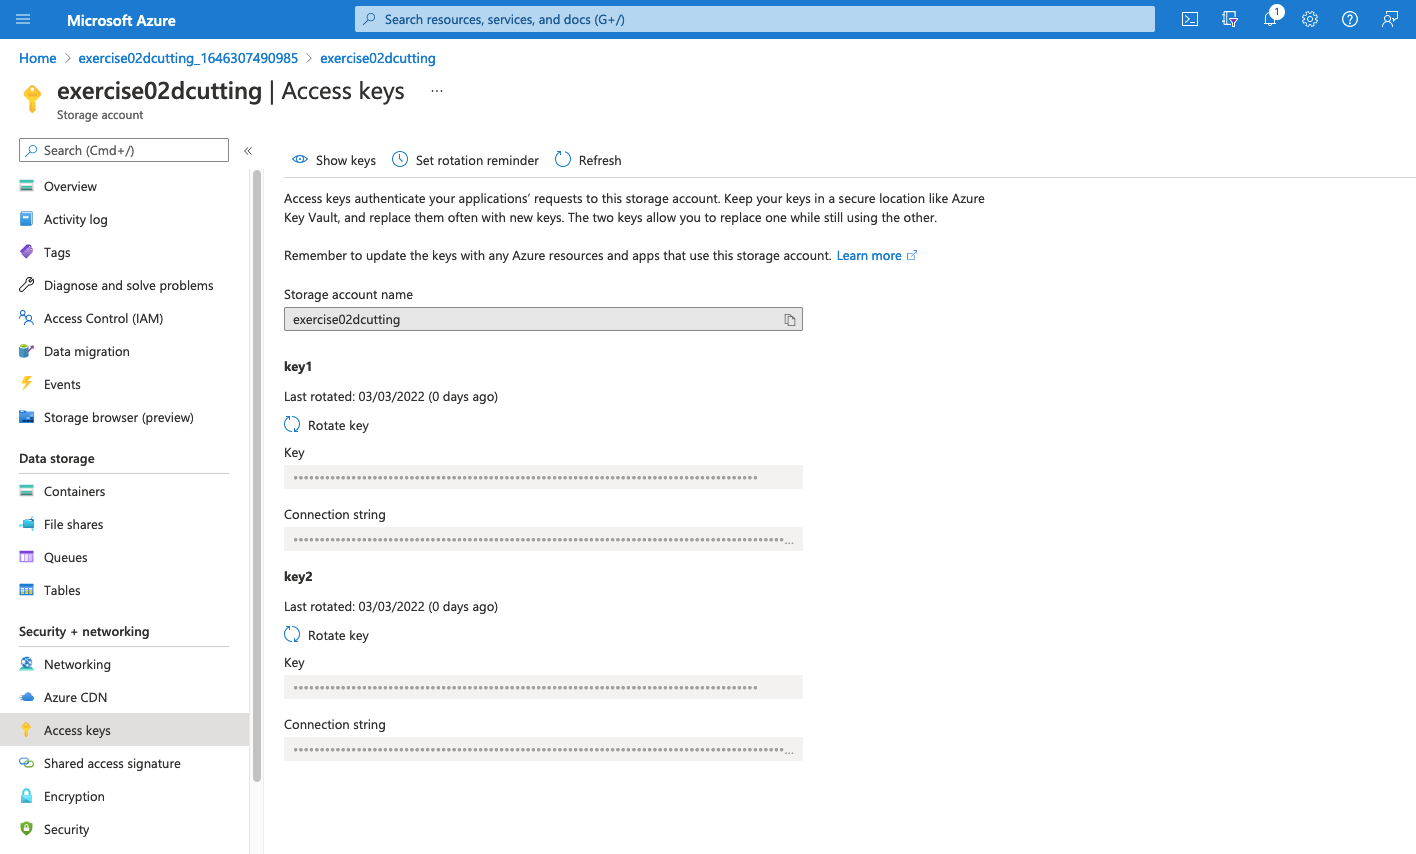 Microsoft Azure
Search resources, services, and docs (G+/)
1
Home > exercise02dcutting_1646307490985 > exercise02dcutting
exercise02dcutting | Access keys ...
Storage account
Search (Cmd+/)
«
Overview
Activity log
Tags
Diagnose and solve problems
Access Control (IAM)
Data migration
Events
Storage browser (preview)
Data storage
Containers
File shares
Queues
Tables
Security + networking
Networking
Azure CDN
Access keys
Shared access signature
Encryption
Security
Show keys
Set rotation reminder
Refresh
Access keys authenticate your applications’ requests to this storage account. Keep your keys in a secure location like Azure
Key Vault, and replace them often with new keys. The two keys allow you to replace one while still using the other.
Remember to update the keys with any Azure resources and apps that use this storage account. Learn more
Storage account name
exercise02dcutting
key1
Last rotated: 03/03/2022 (0 days ago)
Rotate key
Key
Connection string
key2
Last rotated: 03/03/2022 (0 days ago)
Rotate key
Key
Connection string